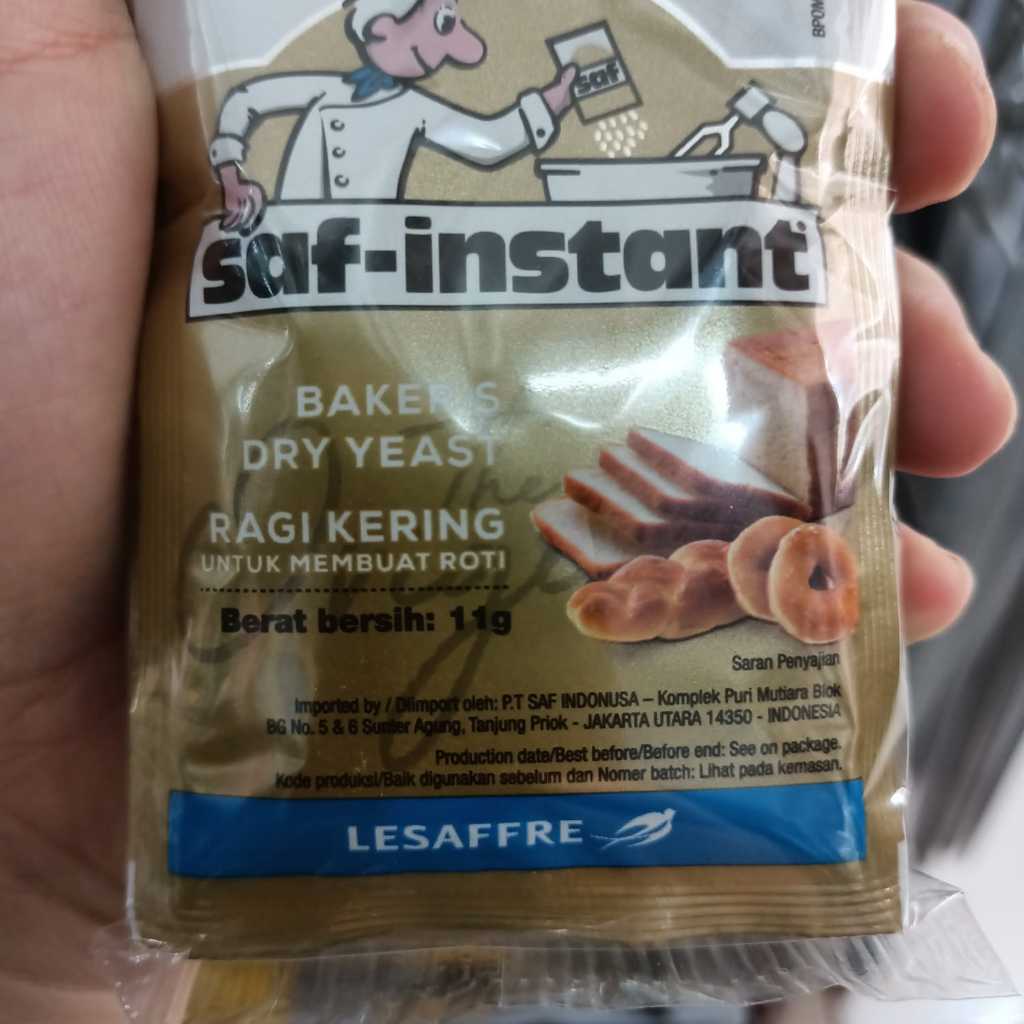 BPOM
saf
saf-instant
BAKER'S
DRY YEAST
The
RAGI KERING
UNTUK MEMBUAT ROTI
Berat bersih: 11g
Saran Penyajian
Imported by / Diimport oleh: P.T SAF INDONUSA – Komplek Puri Mutiara Blok
BG No. 5 & 6 Sunter Agung, Tanjung Priok - JAKARTA UTARA 14350 - INDONESIA
Production date/Best before/Before end: See on package.
Kode produksi/Baik digunakan sebelum dan Nomer batch: Lihat pada kemasan.
LESAFFRE